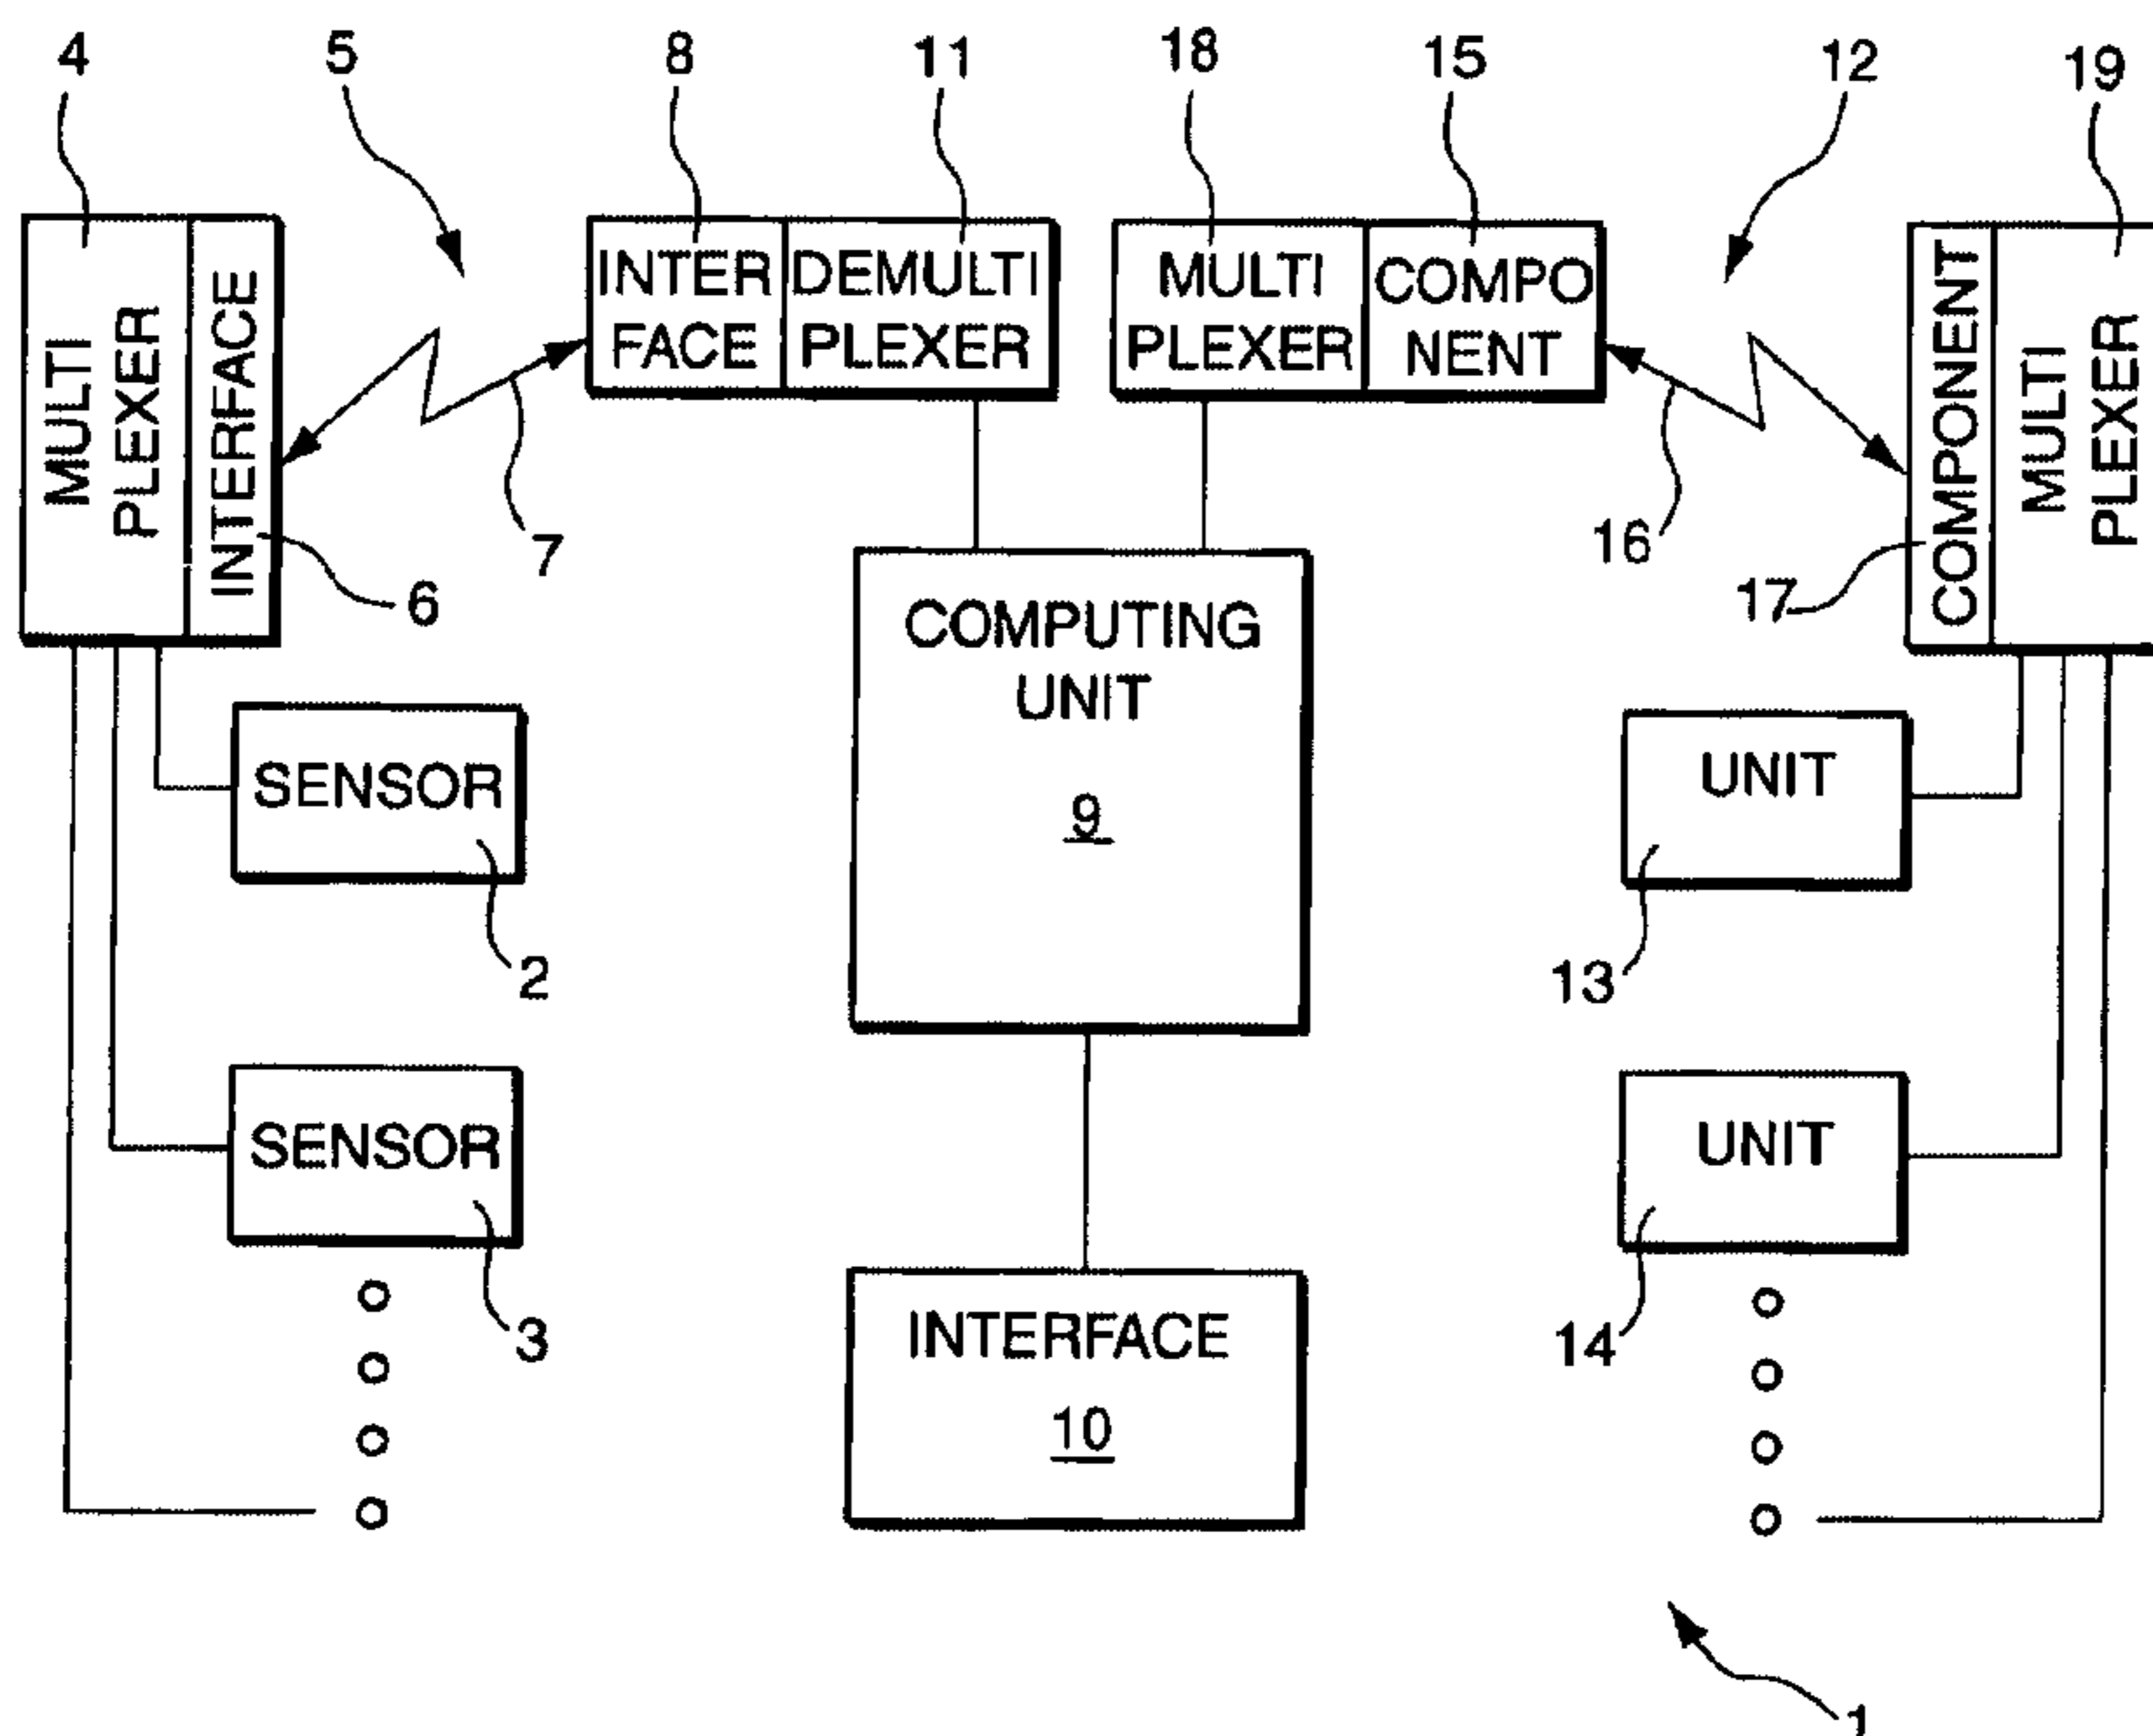 4
5
8
11
18
15
12
19
MULTI
PLEXER
INTERFACE
INTER
FACE
DEMULTI
PLEXER
MULTI
PLEXER
COMPO
NENT
COMPONENT
MULTI
PLEXER
7
6
16
17
COMPUTING
UNIT
9
SENSOR
2
UNIT
13
SENSOR
3
UNIT
14
INTERFACE
10
1